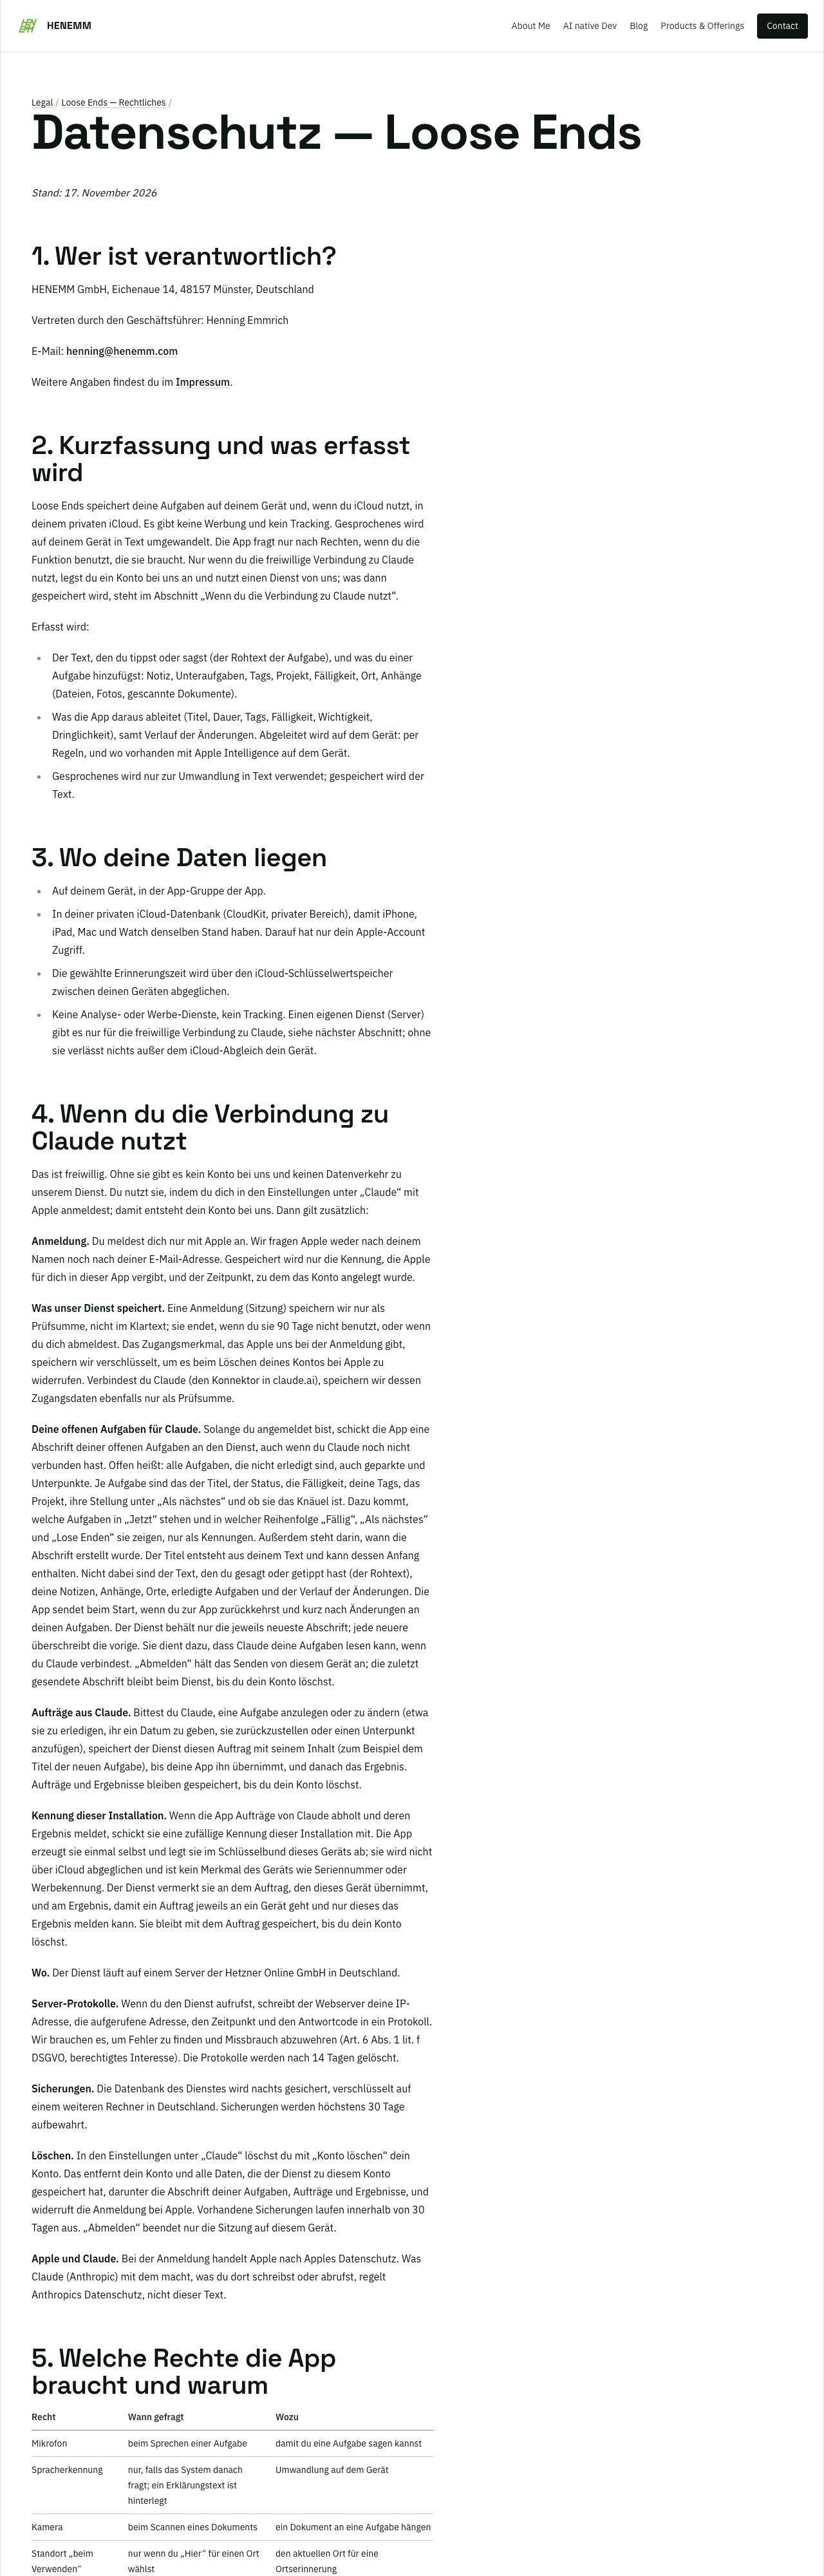 HENEMM
About Me
AI native Dev
Blog
Products & Offerings
Contact
Legal / Loose Ends — Rechtliches /
Datenschutz — Loose Ends
Stand: 17. November 2026
1. Wer ist verantwortlich?
HENEMM GmbH, Eichenaue 14, 48157 Münster, Deutschland
Vertreten durch den Geschäftsführer: Henning Emmrich
E-Mail: henning@henemm.com
Weitere Angaben findest du im Impressum.
2. Kurzfassung und was erfasst
wird
Loose Ends speichert deine Aufgaben auf deinem Gerät und, wenn du iCloud nutzt, in
deinem privaten iCloud. Es gibt keine Werbung und kein Tracking. Gesprochenes wird
auf deinem Gerät in Text umgewandelt. Die App fragt nur nach Rechten, wenn du die
Funktion benutzt, die sie braucht. Nur wenn du die freiwillige Verbindung zu Claude
nutzt, legst du ein Konto bei uns an und nutzt einen Dienst von uns; was dann
gespeichert wird, steht im Abschnitt „Wenn du die Verbindung zu Claude nutzt“.
Erfasst wird:
• Der Text, den du tippst oder sagst (der Rohtext der Aufgabe), und was du einer
Aufgabe hinzufügst: Notiz, Unteraufgaben, Tags, Projekt, Fälligkeit, Ort, Anhänge
(Dateien, Fotos, gescannte Dokumente).
• Was die App daraus ableitet (Titel, Dauer, Tags, Fälligkeit, Wichtigkeit,
Dringlichkeit), samt Verlauf der Änderungen. Abgeleitet wird auf dem Gerät: per
Regeln, und wo vorhanden mit Apple Intelligence auf dem Gerät.
• Gesprochenes wird nur zur Umwandlung in Text verwendet; gespeichert wird der
Text.
3. Wo deine Daten liegen
• Auf deinem Gerät, in der App-Gruppe der App.
• In deiner privaten iCloud-Datenbank (CloudKit, privater Bereich), damit iPhone,
iPad, Mac und Watch denselben Stand haben. Darauf hat nur dein Apple-Account
Zugriff.
• Die gewählte Erinnerungszeit wird über den iCloud-Schlüsselwertspeicher
zwischen deinen Geräten abgeglichen.
• Keine Analyse- oder Werbe-Dienste, kein Tracking. Einen eigenen Dienst (Server)
gibt es nur für die freiwillige Verbindung zu Claude, siehe nächster Abschnitt; ohne
sie verlässt nichts außer dem iCloud-Abgleich dein Gerät.
4. Wenn du die Verbindung zu
Claude nutzt
Das ist freiwillig. Ohne sie gibt es kein Konto bei uns und keinen Datenverkehr zu
unserem Dienst. Du nutzt sie, indem du dich in den Einstellungen unter „Claude“ mit
Apple anmeldest; damit entsteht dein Konto bei uns. Dann gilt zusätzlich:
Anmeldung. Du meldest dich nur mit Apple an. Wir fragen Apple weder nach deinem
Namen noch nach deiner E-Mail-Adresse. Gespeichert wird nur die Kennung, die Apple
für dich in dieser App vergibt, und der Zeitpunkt, zu dem das Konto angelegt wurde.
Was unser Dienst speichert. Eine Anmeldung (Sitzung) speichern wir nur als
Prüfsumme, nicht im Klartext; sie endet, wenn du sie 90 Tage nicht benutzt, oder wenn
du dich abmeldest. Das Zugangsmerkmal, das Apple uns bei der Anmeldung gibt,
speichern wir verschlüsselt, um es beim Löschen deines Kontos bei Apple zu
widerrufen. Verbindest du Claude (den Konnektor in claude.ai), speichern wir dessen
Zugangsdaten ebenfalls nur als Prüfsumme.
Deine offenen Aufgaben für Claude. Solange du angemeldet bist, schickt die App eine
Abschrift deiner offenen Aufgaben an den Dienst, auch wenn du Claude noch nicht
verbunden hast. Offen heißt: alle Aufgaben, die nicht erledigt sind, auch geparkte und
Unterpunkte. Je Aufgabe sind das der Titel, der Status, die Fälligkeit, deine Tags, das
Projekt, ihre Stellung unter „Als nächstes“ und ob sie das Knäuel ist. Dazu kommt,
welche Aufgaben in „Jetzt“ stehen und in welcher Reihenfolge „Fällig“, „Als nächstes“
und „Lose Enden“ sie zeigen, nur als Kennungen. Außerdem steht darin, wann die
Abschrift erstellt wurde. Der Titel entsteht aus deinem Text und kann dessen Anfang
enthalten. Nicht dabei sind der Text, den du gesagt oder getippt hast (der Rohtext),
deine Notizen, Anhänge, Orte, erledigte Aufgaben und der Verlauf der Änderungen. Die
App sendet beim Start, wenn du zur App zurückkehrst und kurz nach Änderungen an
deinen Aufgaben. Der Dienst behält nur die jeweils neueste Abschrift; jede neuere
überschreibt die vorige. Sie dient dazu, dass Claude deine Aufgaben lesen kann, wenn
du Claude verbindest. „Abmelden“ hält das Senden von diesem Gerät an; die zuletzt
gesendete Abschrift bleibt beim Dienst, bis du dein Konto löschst.
Aufträge aus Claude. Bittest du Claude, eine Aufgabe anzulegen oder zu ändern (etwa
sie zu erledigen, ihr ein Datum zu geben, sie zurückzustellen oder einen Unterpunkt
anzufügen), speichert der Dienst diesen Auftrag mit seinem Inhalt (zum Beispiel dem
Titel der neuen Aufgabe), bis deine App ihn übernimmt, und danach das Ergebnis.
Aufträge und Ergebnisse bleiben gespeichert, bis du dein Konto löschst.
Kennung dieser Installation. Wenn die App Aufträge von Claude abholt und deren
Ergebnis meldet, schickt sie eine zufällige Kennung dieser Installation mit. Die App
erzeugt sie einmal selbst und legt sie im Schlüsselbund dieses Geräts ab; sie wird nicht
über iCloud abgeglichen und ist kein Merkmal des Geräts wie Seriennummer oder
Werbekennung. Der Dienst vermerkt sie an dem Auftrag, den dieses Gerät übernimmt,
und am Ergebnis, damit ein Auftrag jeweils an ein Gerät geht und nur dieses das
Ergebnis melden kann. Sie bleibt mit dem Auftrag gespeichert, bis du dein Konto
löschst.
Wo. Der Dienst läuft auf einem Server der Hetzner Online GmbH in Deutschland.
Server-Protokolle. Wenn du den Dienst aufrufst, schreibt der Webserver deine IP-
Adresse, die aufgerufene Adresse, den Zeitpunkt und den Antwortcode in ein Protokoll.
Wir brauchen es, um Fehler zu finden und Missbrauch abzuwehren (Art. 6 Abs. 1 lit. f
DSGVO, berechtigtes Interesse). Die Protokolle werden nach 14 Tagen gelöscht.
Sicherungen. Die Datenbank des Dienstes wird nachts gesichert, verschlüsselt auf
einem weiteren Rechner in Deutschland. Sicherungen werden höchstens 30 Tage
aufbewahrt.
Löschen. In den Einstellungen unter „Claude“ löschst du mit „Konto löschen“ dein
Konto. Das entfernt dein Konto und alle Daten, die der Dienst zu diesem Konto
gespeichert hat, darunter die Abschrift deiner Aufgaben, Aufträge und Ergebnisse, und
widerruft die Anmeldung bei Apple. Vorhandene Sicherungen laufen innerhalb von 30
Tagen aus. „Abmelden“ beendet nur die Sitzung auf diesem Gerät.
Apple und Claude. Bei der Anmeldung handelt Apple nach Apples Datenschutz. Was
Claude (Anthropic) mit dem macht, was du dort schreibst oder abrufst, regelt
Anthropics Datenschutz, nicht dieser Text.
5. Welche Rechte die App
braucht und warum
Recht Wann gefragt Wozu
Mikrofon beim Sprechen einer Aufgabe damit du eine Aufgabe sagen kannst
Spracherkennung nur, falls das System danach Umwandlung auf dem Gerät
fragt; ein Erklärungstext ist
hinterlegt
Kamera beim Scannen eines Dokuments ein Dokument an eine Aufgabe hängen
Standort „beim nur wenn du „Hier“ für einen Ort den aktuellen Ort für eine
Verwenden“ wählst Ortserinnerung